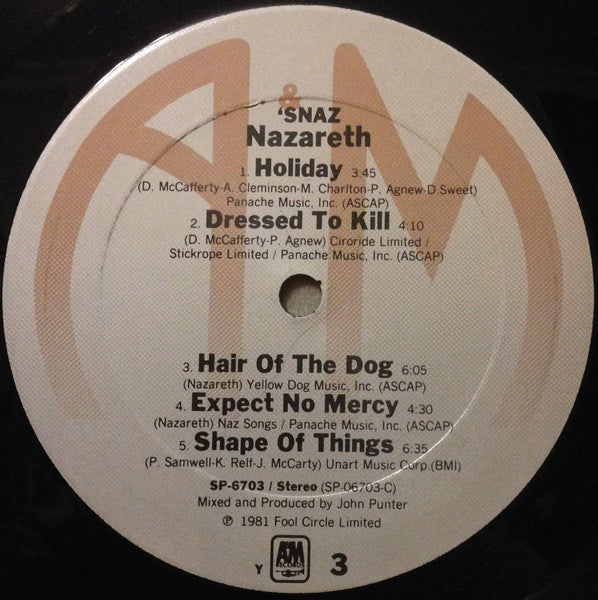 A&M
'SNAZ
Nazareth
1. Holiday 3:45
(D. McCafferty-A. Cleminson-M. Charlton-P. Agnew-D.Sweet)
Panache Music, Inc. (ASCAP)
2. Dressed To Kill 4:10
(D. McCafferty-P. Agnew) Ciroride Limited /
Stickrope Limited / Panache Music, Inc. (ASCAP)
3. Hair Of The Dog 6:05
(Nazareth) Yellow Dog Music, Inc. (ASCAP)
4. Expect No Mercy 4:30
(Nazareth) Naz Songs / Panache Music, Inc. (ASCAP)
5. Shape Of Things 6:35
(P. Samwell-K. Relf-J. McCarty) Unart Music Corp.(BMI)
SP-6703 / Stereo (SP-06703-C)
Mixed and Produced by John Punter
℗ 1981 Fool Circle Limited
Y A&M RECORDS 3